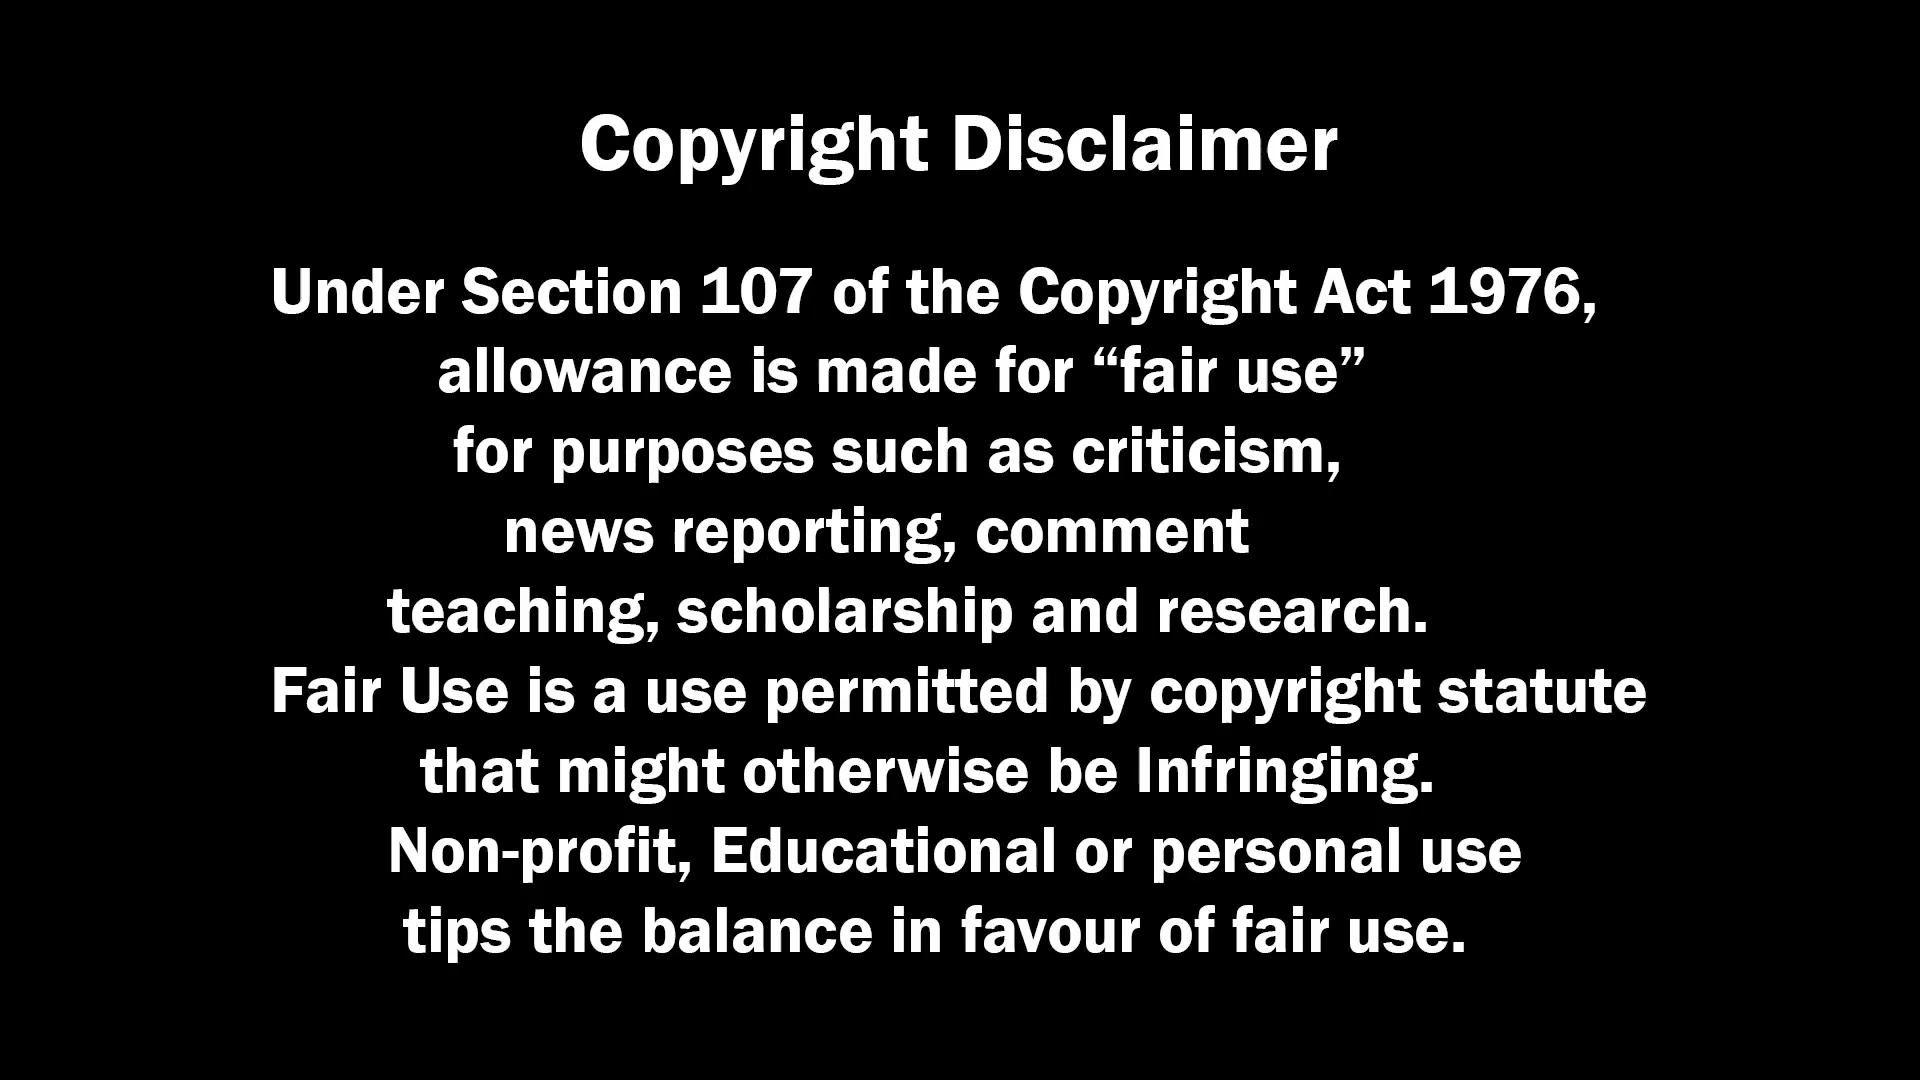 Copyright Disclaimer
Under Section 107 of the Copyright Act 1976,
allowance is made for “fair use”
for purposes such as criticism,
news reporting, comment
teaching, scholarship and research.
Fair Use is a use permitted by copyright statute
that might otherwise be Infringing.
Non-profit, Educational or personal use
tips the balance in favour of fair use.